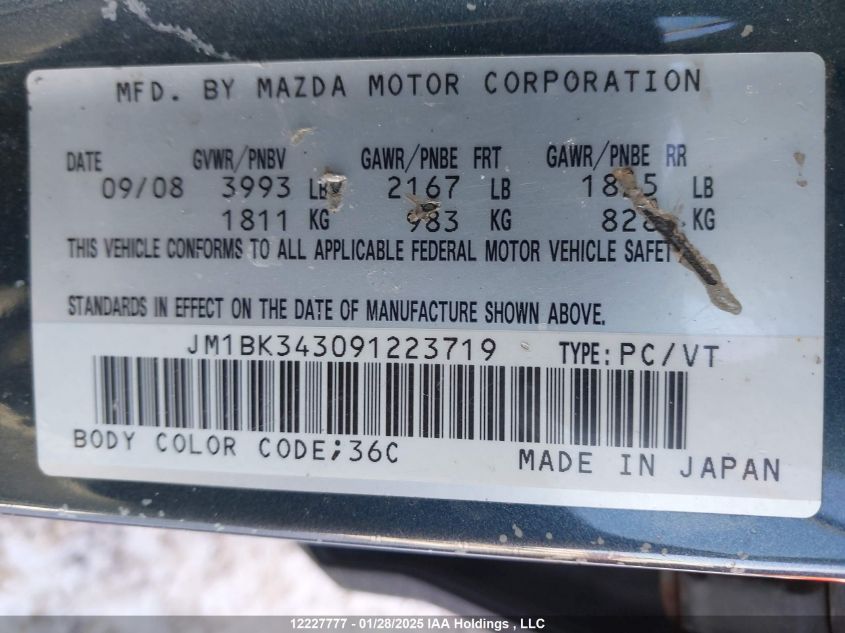 MFD. BY MAZDA MOTOR CORPORATION
DATE GVWR/PNBV GAWR/PNBE FRT GAWR/PNBE RR
09/08 3993 LB 2167 LB LB
1811 KG 983 KG KG
THIS VEHICLE CONFORMS TO ALL APPLICABLE FEDERAL MOTOR VEHICLE SAFETY
STANDARDS IN EFFECT ON THE DATE OF MANUFACTURE SHOWN ABOVE.
JM1BK343091223719 TYPE:PC/VT
BODY COLOR CODE;36C
MADE IN JAPAN
12227777 - 01/28/2025 IAA Holdings , LLC